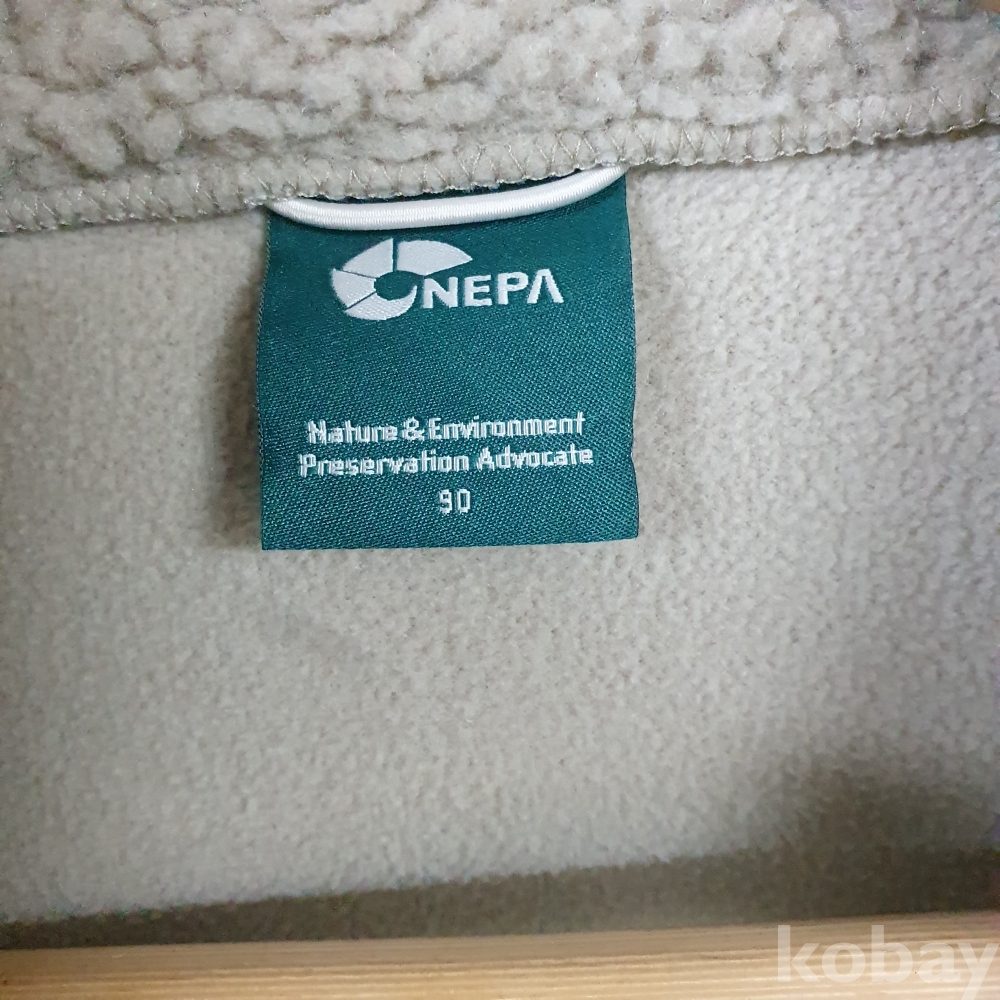 NEPA
Nature & Environment
Preservation Advocate
90
kobay